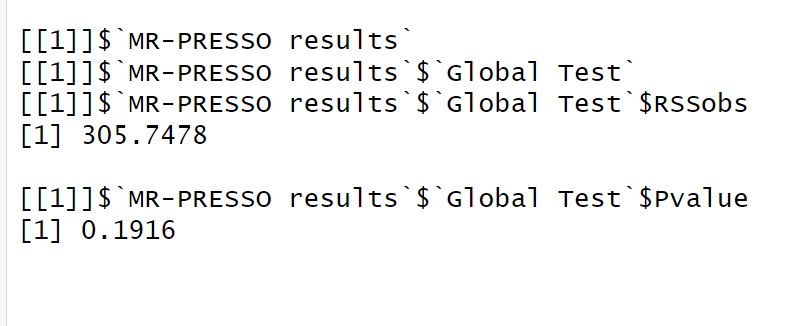 [[1]]$`MR-PRESSO results`
[[1]]$`MR-PRESSO results`$`Global Test`
[[1]]$`MR-PRESSO results`$`Global Test`$RSSobs
[1] 305.7478
[[1]]$`MR-PRESSO results`$`Global Test`$Pvalue
[1] 0.1916